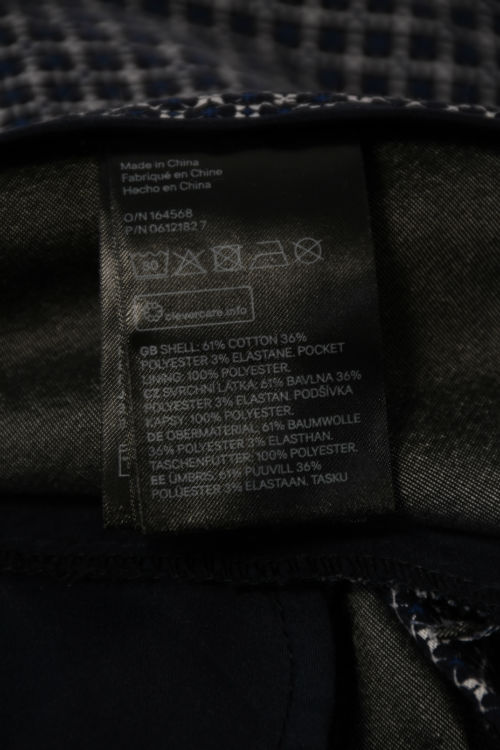 Made in China
Fabriqué en Chine
Hecho en China
O/N 164568
P/N 0612182 7
30
clevercare.info
GB SHELL: 61% COTTON 36%
POLYESTER 3% ELASTANE. POCKET
LINING: 100% POLYESTER.
CZ SVRCHNÍ LÁTKA: 61% BAVLNA 36%
POLYESTER 3% ELASTAN. PODŠÍVKA
KAPSY: 100% POLYESTER.
DE OBERMATERIAL: 61% BAUMWOLLE
36% POLYESTER 3% ELASTHAN.
TASCHENFUTTER: 100% POLYESTER.
EE ÜMBRIS: 61% PUUVILL 36%
POLÜESTER 3% ELASTAAN. TASKU